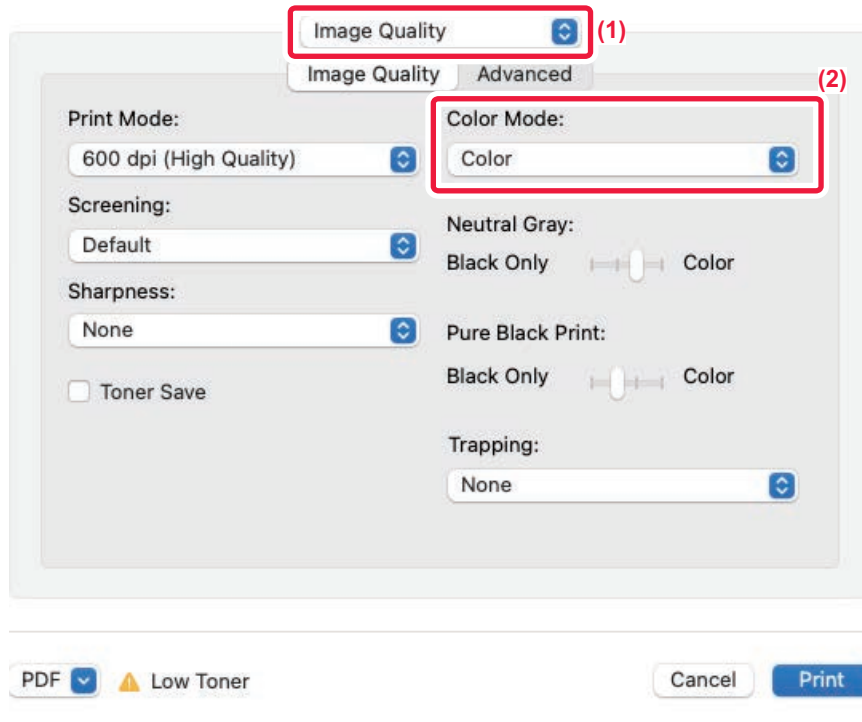 Image Quality (1)
Image Quality Advanced
(2)
Print Mode:
600 dpi (High Quality)
Screening:
Default
Sharpness:
None
Toner Save
Color Mode:
Color
Neutral Gray:
Black Only Color
Pure Black Print:
Black Only Color
Trapping:
None
PDF Low Toner Cancel Print